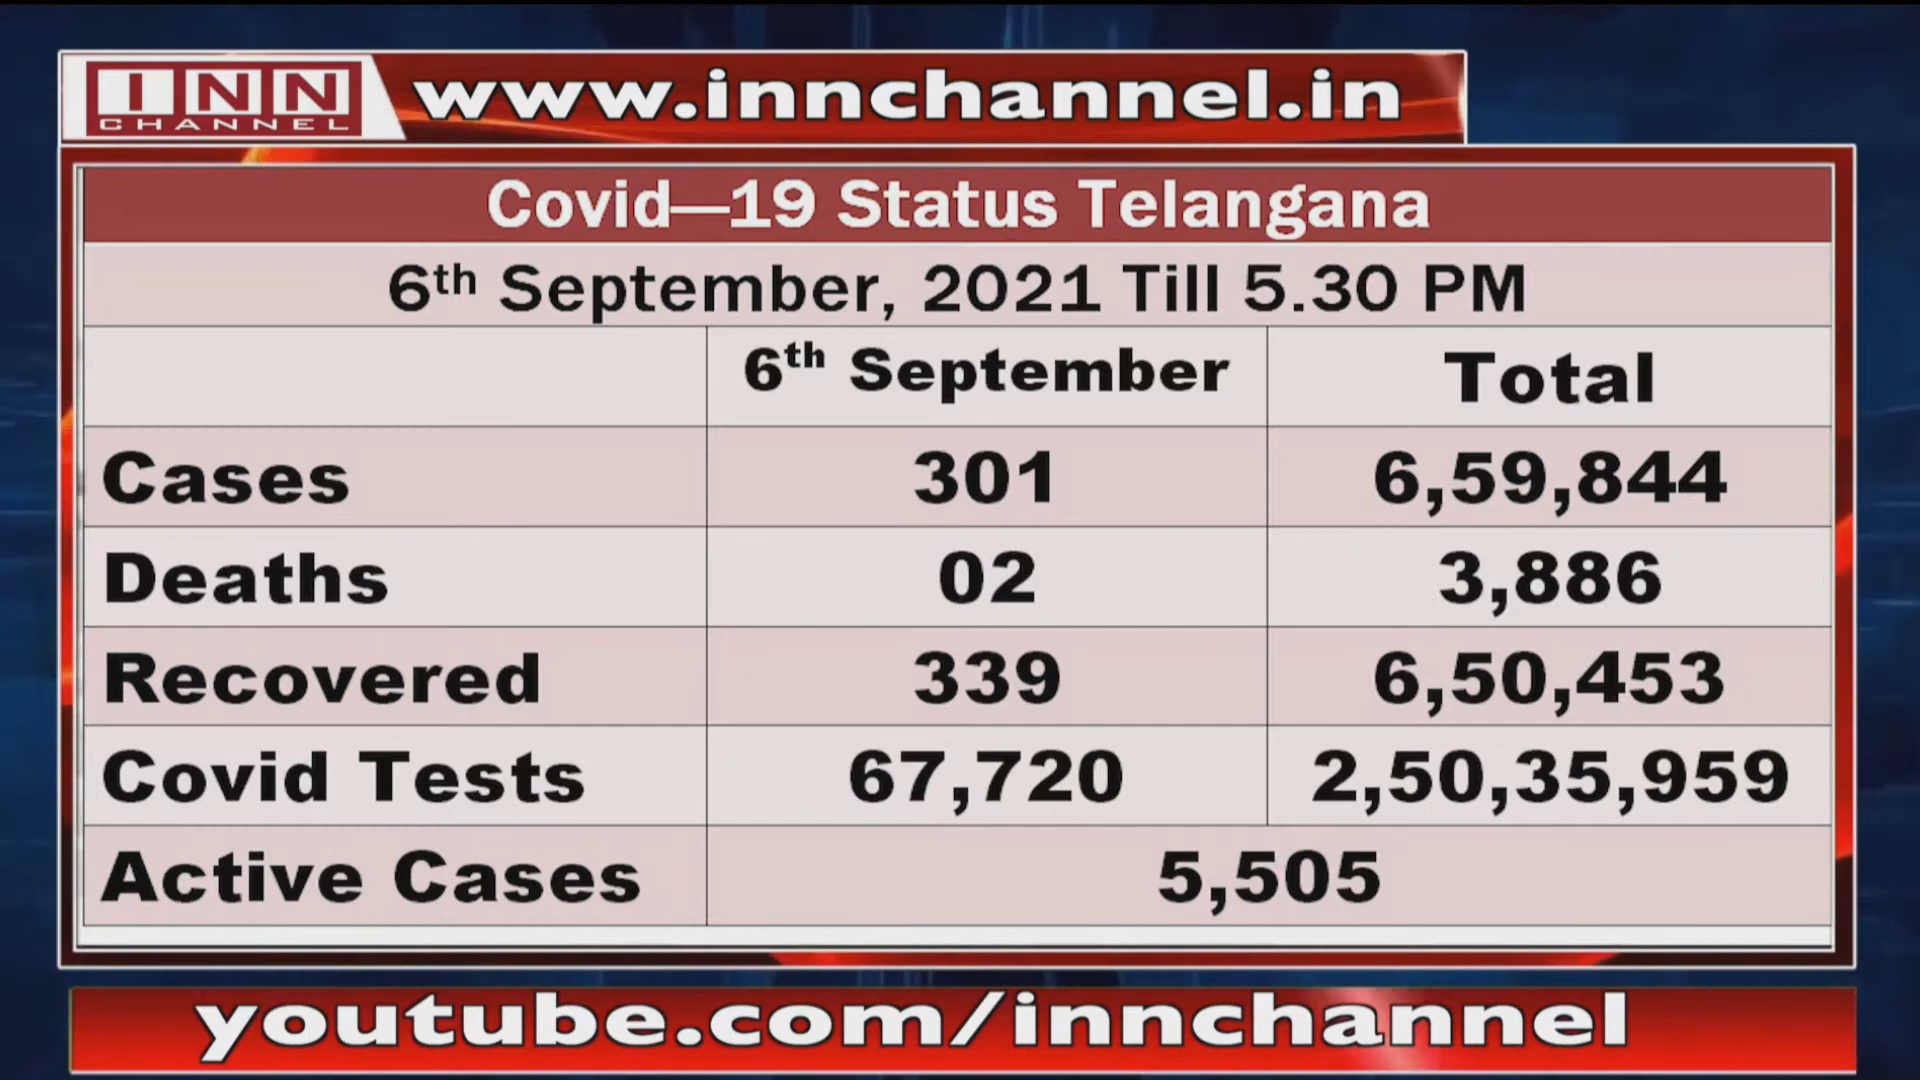 INN
CHANNEL
www.innchannel.in
Covid—19 Status Telangana
6th September, 2021 Till 5.30 PM
6th September Total
Cases 301 6,59,844
Deaths 02 3,886
Recovered 339 6,50,453
Covid Tests 67,720 2,50,35,959
Active Cases 5,505
youtube.com/innchannel